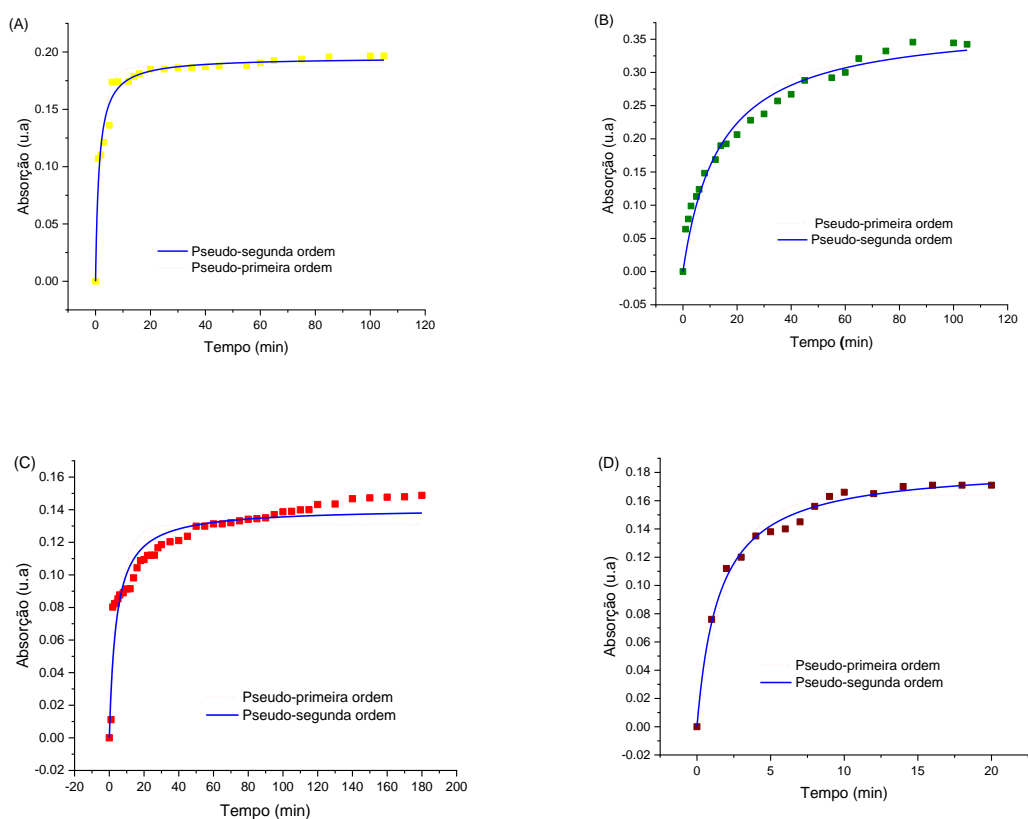 (A)
0.20
0.15
0.10
0.05
0.00
Absorção (u.a)
Pseudo-segunda ordem
Pseudo-primeira ordem
0 20 40 60 80 100 120
Tempo (min)
(B)
0.35
0.30
0.25
0.20
0.15
0.10
0.05
0.00
-0.05
Absorção (u.a)
Pseudo-primeira ordem
Pseudo-segunda ordem
0 20 40 60 80 100 120
Tempo (min)
(C)
0.16
0.14
0.12
0.10
0.08
0.06
0.04
0.02
0.00
-0.02
Absorção (u.a)
Pseudo-primeira ordem
Pseudo-segunda ordem
-20 0 20 40 60 80 100 120 140 160 180 200
Tempo (min)
(D)
0.18
0.16
0.14
0.12
0.10
0.08
0.06
0.04
0.02
0.00
-0.02
Absorção (u.a)
Pseudo-primeira ordem
Pseudo-segunda ordem
0 5 10 15 20
Tempo (min)